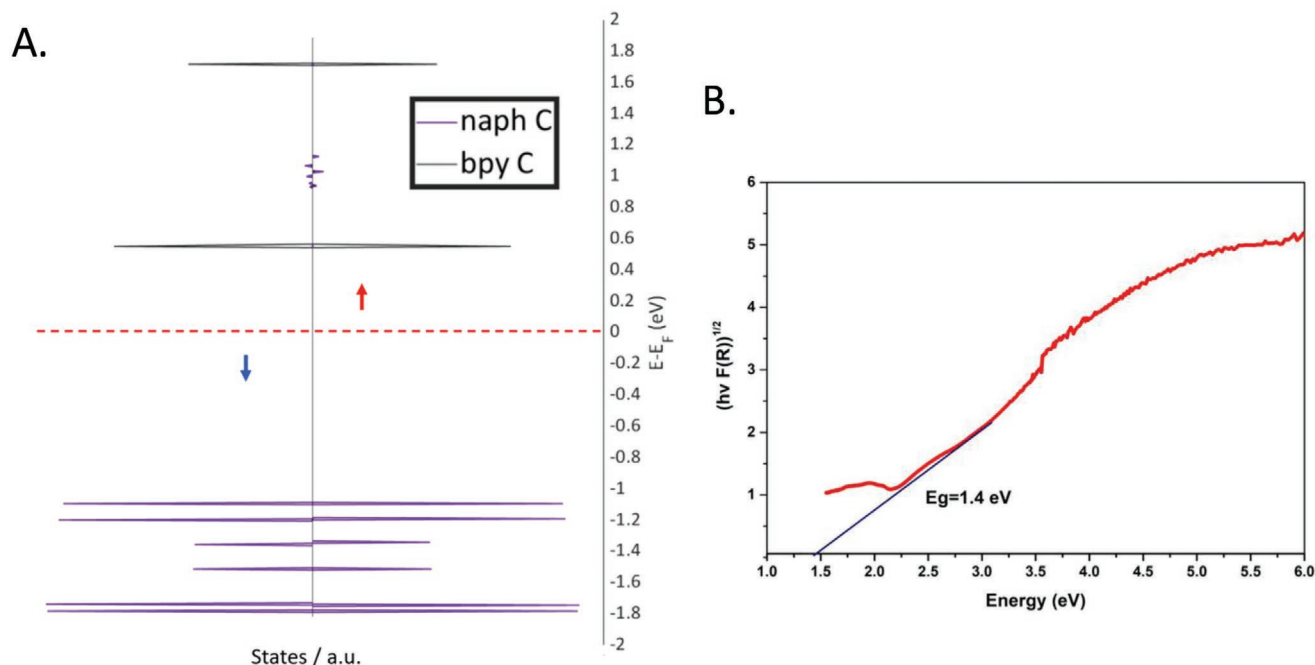 A.
naph C
bpy C
2
1.8
1.6
1.4
1.2
1
0.8
0.6
0.4
0.2
0
-0.2
-0.4
-0.6
-0.8
-1
-1.2
-1.4
-1.6
-1.8
-2
E-E_F (eV)
States / a.u.
B.
6
5
4
3
2
1
(hν F(R))^1/2
Eg=1.4 eV
1.0 1.5 2.0 2.5 3.0 3.5 4.0 4.5 5.0 5.5 6.0
Energy (eV)